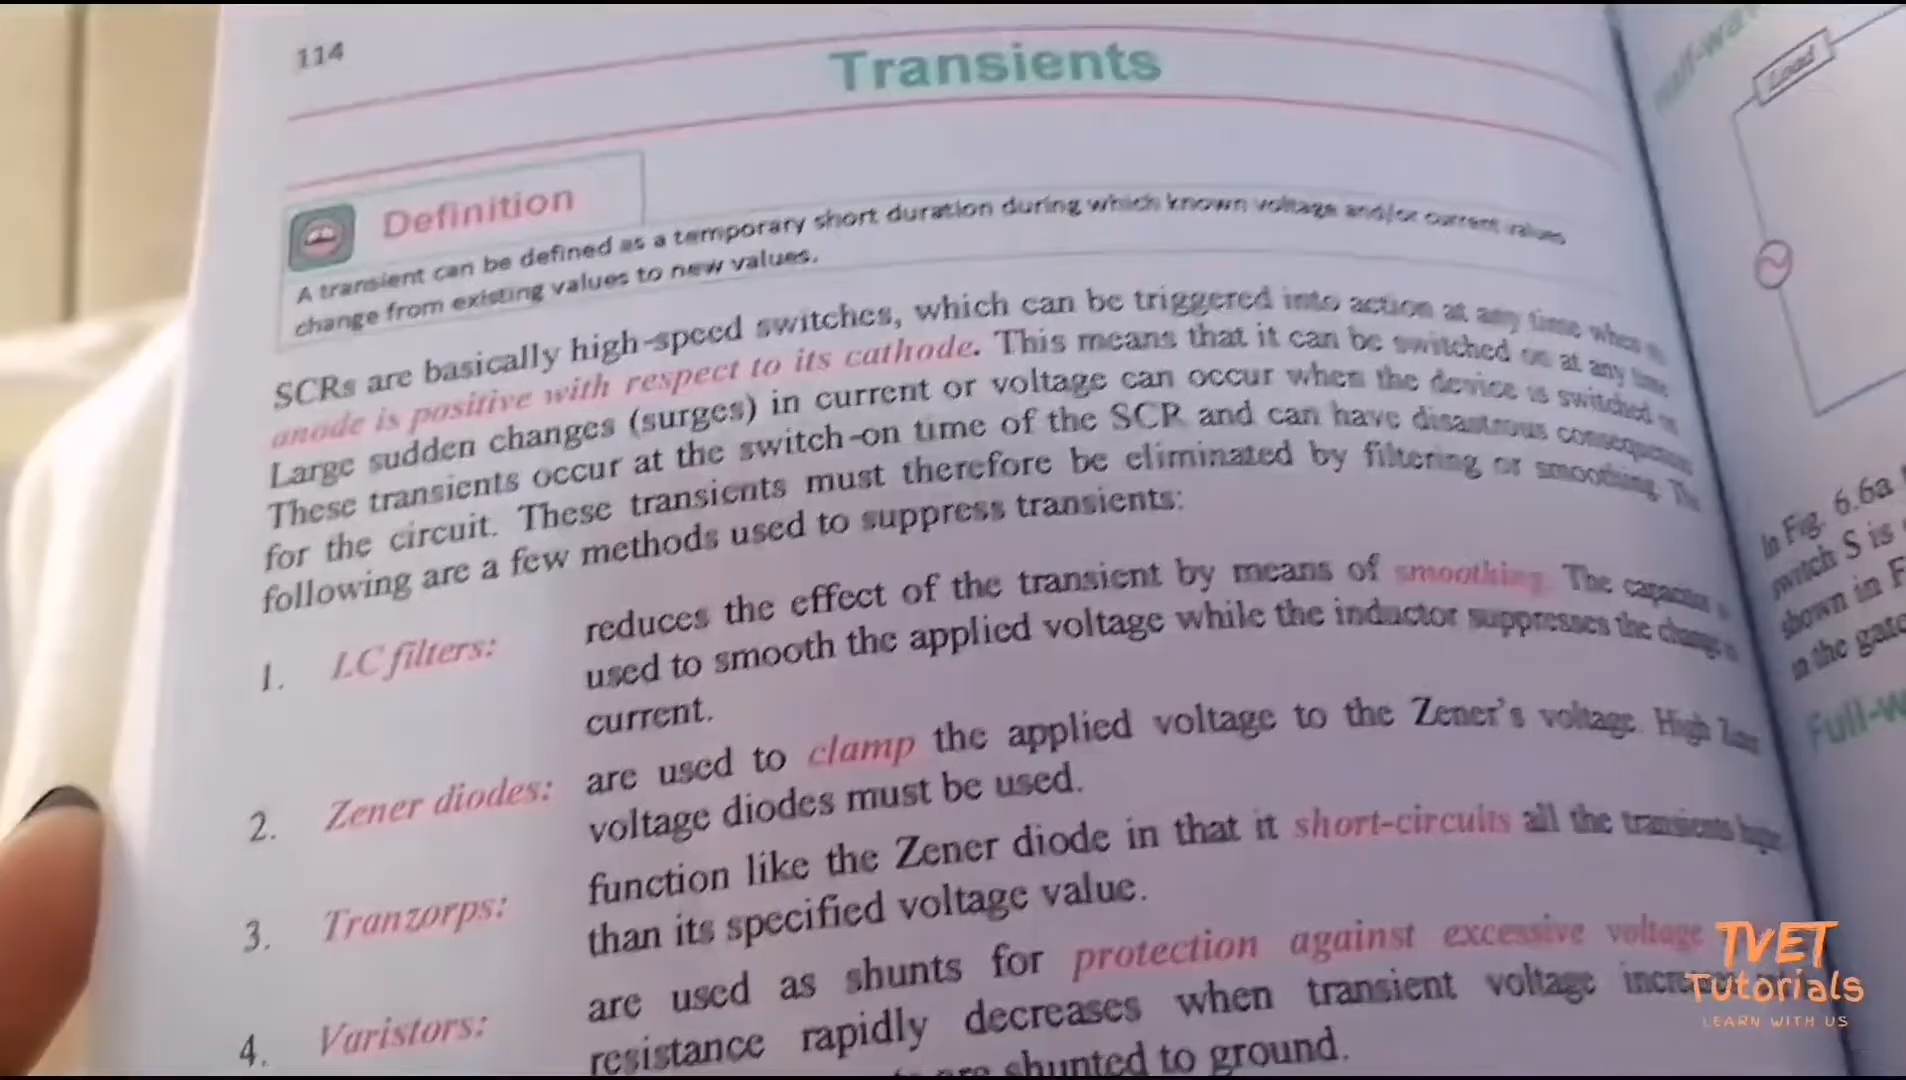 114
Transients
Definition
A transient can be defined as a temporary short duration during which known voltage and/or current values
change from existing values to new values.
SCRs are basically high-speed switches, which can be triggered into action at any time when
anode is positive with respect to its cathode. This means that it can be switched on at any time
Large sudden changes (surges) in current or voltage can occur when the device is switched on
These transients occur at the switch-on time of the SCR and can have disastrous consequences
for the circuit. These transients must therefore be eliminated by filtering or smoothing. The
following are a few methods used to suppress transients:
1. LC filters: reduces the effect of the transient by means of smoothing. The capacitor
used to smooth the applied voltage while the inductor suppresses the change
current.
2. Zener diodes: are used to clamp the applied voltage to the Zener's voltage. High Zener
voltage diodes must be used.
3. Tranzorps: function like the Zener diode in that it short-circuits all the transients
than its specified voltage value.
4. Varistors: are used as shunts for protection against excessive voltage
resistance rapidly decreases when transient voltage
shunted to ground.
Load
In Fig. 6.6a
switch S is
shown in
in the
Full-
TVET
Tutorials
LEARN WITH US